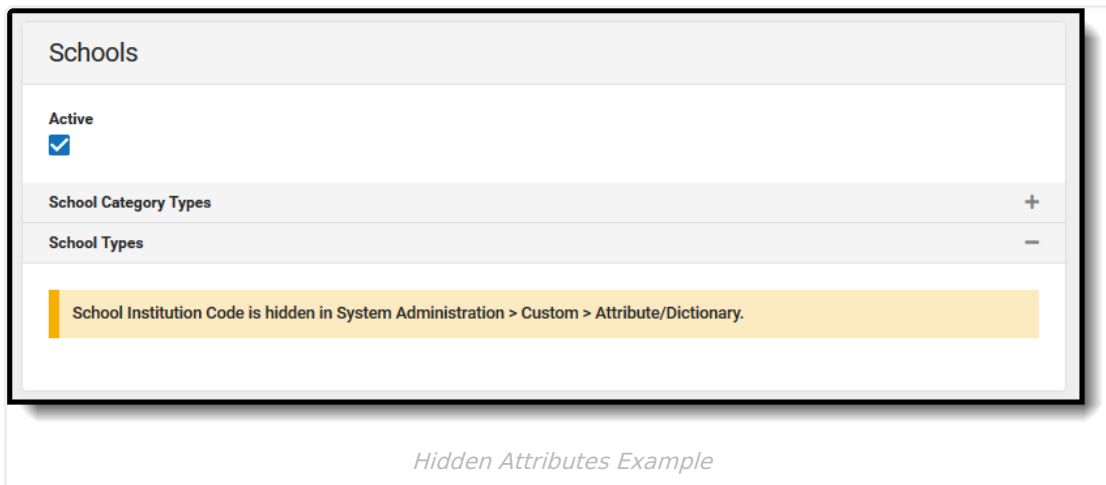 Schools
Active
School Category Types
School Types
School Institution Code is hidden in System Administration > Custom > Attribute/Dictionary.
Hidden Attributes Example